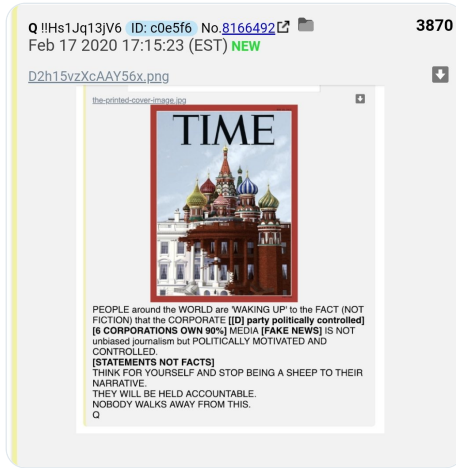 Q !!Hs1Jq13jV6 ID: c0e5f6 No.8166492 3870
Feb 17 2020 17:15:23 (EST) NEW
D2h15vzXcAAY56x.png
the-printed-cover-image.jpg
TIME
PEOPLE around the WORLD are 'WAKING UP' to the FACT (NOT
FICTION) that the CORPORATE [[D] party politically controlled]
[6 CORPORATIONS OWN 90%] MEDIA [FAKE NEWS] IS NOT
unbiased journalism but POLITICALLY MOTIVATED AND
CONTROLLED.
[STATEMENTS NOT FACTS]
THINK FOR YOURSELF AND STOP BEING A SHEEP TO THEIR
NARRATIVE.
THEY WILL BE HELD ACCOUNTABLE.
NOBODY WALKS AWAY FROM THIS.
Q